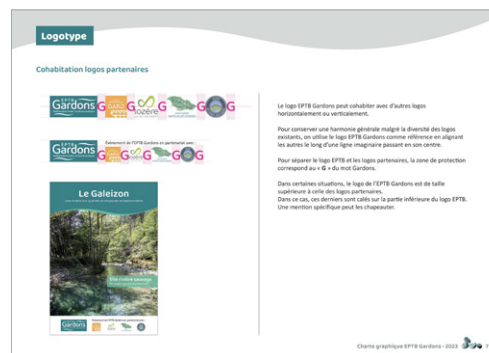 Logotype
Cohabitation logos partenaires
EPTB
Gardons
G
G
lozère
G
G
G
Le logo EPTB Gardons peut cohabiter avec d'autres logos
horizontalement ou verticalement.
Pour conserver une harmonie générale malgré la diversité des logos
existants, on utilise le logo EPTB Gardons comme référence en alignant
les autres le long d'une ligne imaginaire passant en son centre.
Pour séparer le logo EPTB et les logos partenaires, la zone de protection
correspond au « G » du mot Gardons.
Dans certaines situations, le logo de l'EPTB Gardons est de taille
supérieure à celle des logos partenaires.
Dans ce cas, ces derniers sont calés sur la partie inférieure du logo EPTB.
Une mention spécifique peut les chapeauter.
Évènement de l'EPTB Gardons en partenariat avec :
EPTB
Gardons
G
G
G
G
Le Galeizon
Gardons
Charte graphique EPTB Gardons - 2023
7